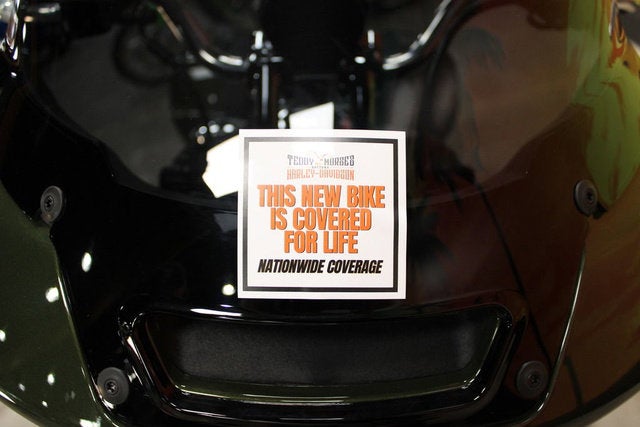 TEDDY MORSE'S
HARLEY-DAVIDSON
THIS NEW BIKE
IS COVERED
FOR LIFE
NATIONWIDE COVERAGE